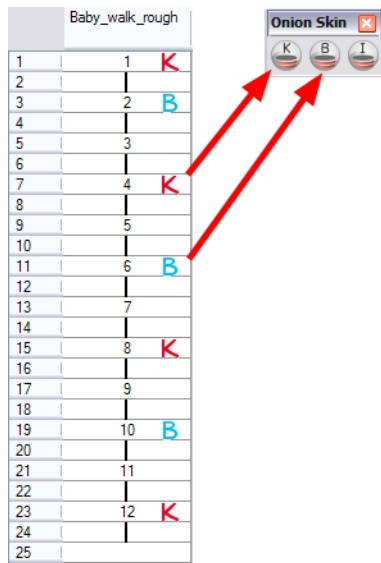 Baby_walk_rough
Onion Skin
K B I
1 1 K
2
3 2 B
4
5 3
6
7 4 K
8
9 5
10
11 6 B
12
13 7
14
15 8 K
16
17 9
18
19 10 B
20
21 11
22
23 12 K
24
25